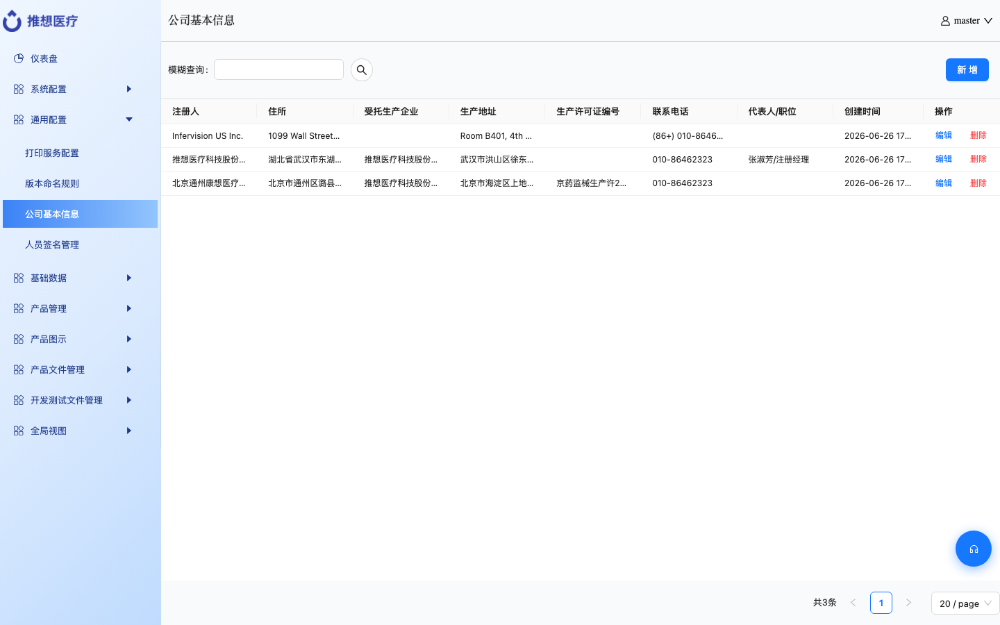 推想医疗
公司基本信息
master
仪表盘
系统配置
通用配置
打印服务配置
版本命名规则
公司基本信息
人员签名管理
基础数据
产品管理
产品图示
产品文件管理
开发测试文件管理
全局视图
模糊查询：
新 增
注册人 住所 受托生产企业 生产地址 生产许可证编号 联系电话 代表人/职位 创建时间 操作
Infervision US Inc. 1099 Wall Street... Room B401, 4th ... (86+) 010-8646... 2026-06-26 17... 编辑 删除
推想医疗科技股份... 湖北省武汉市东湖... 推想医疗科技股份... 武汉市洪山区徐东... 010-86462323 张淑芳/注册经理 2026-06-26 17... 编辑 删除
北京通州康想医疗... 北京市通州区潞县... 推想医疗科技股份... 北京市海淀区上地... 京药监械生产许2... 010-86462323 2026-06-26 17... 编辑 删除
共3条 1 20 / page